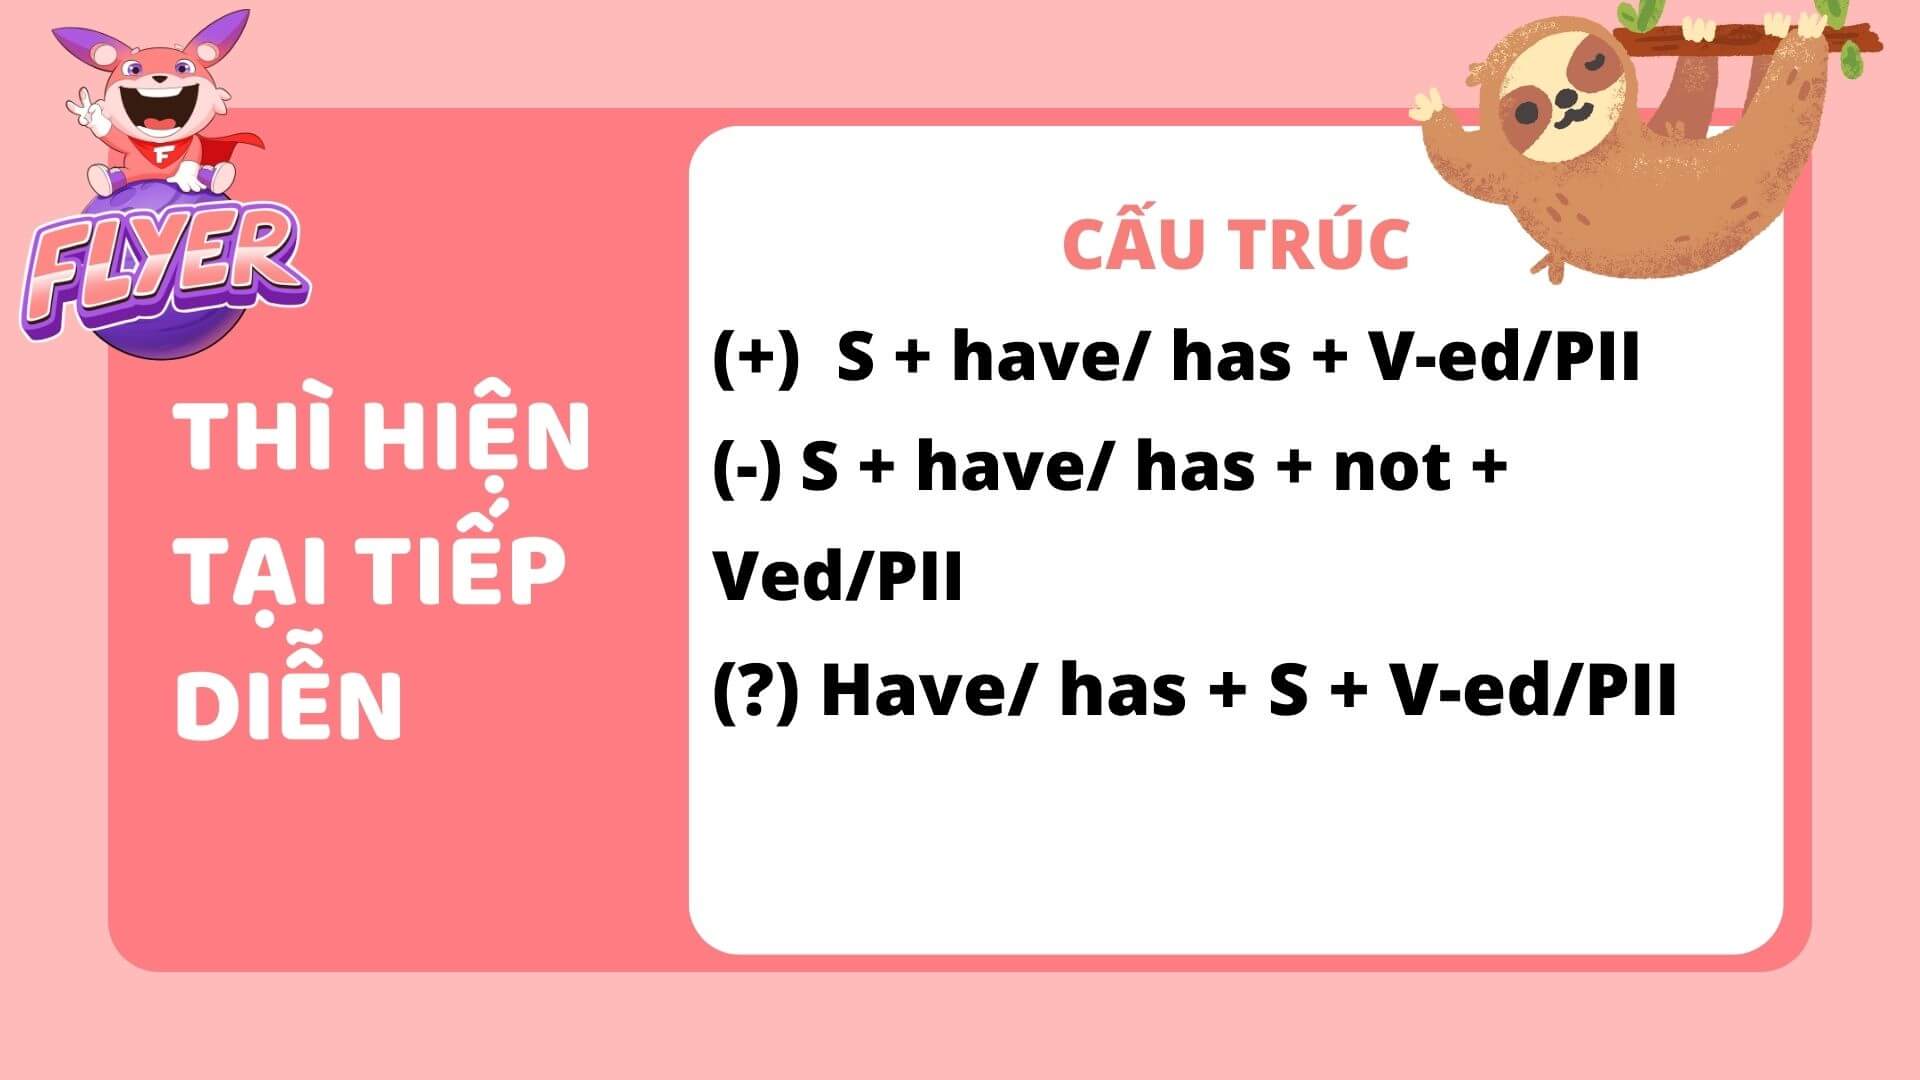 F
FLYER
THÌ HIỆN
TẠI TIẾP
DIỄN
CẤU TRÚC
(+) S + have/ has + V-ed/PII
(-) S + have/ has + not +
Ved/PII
(?) Have/ has + S + V-ed/PII